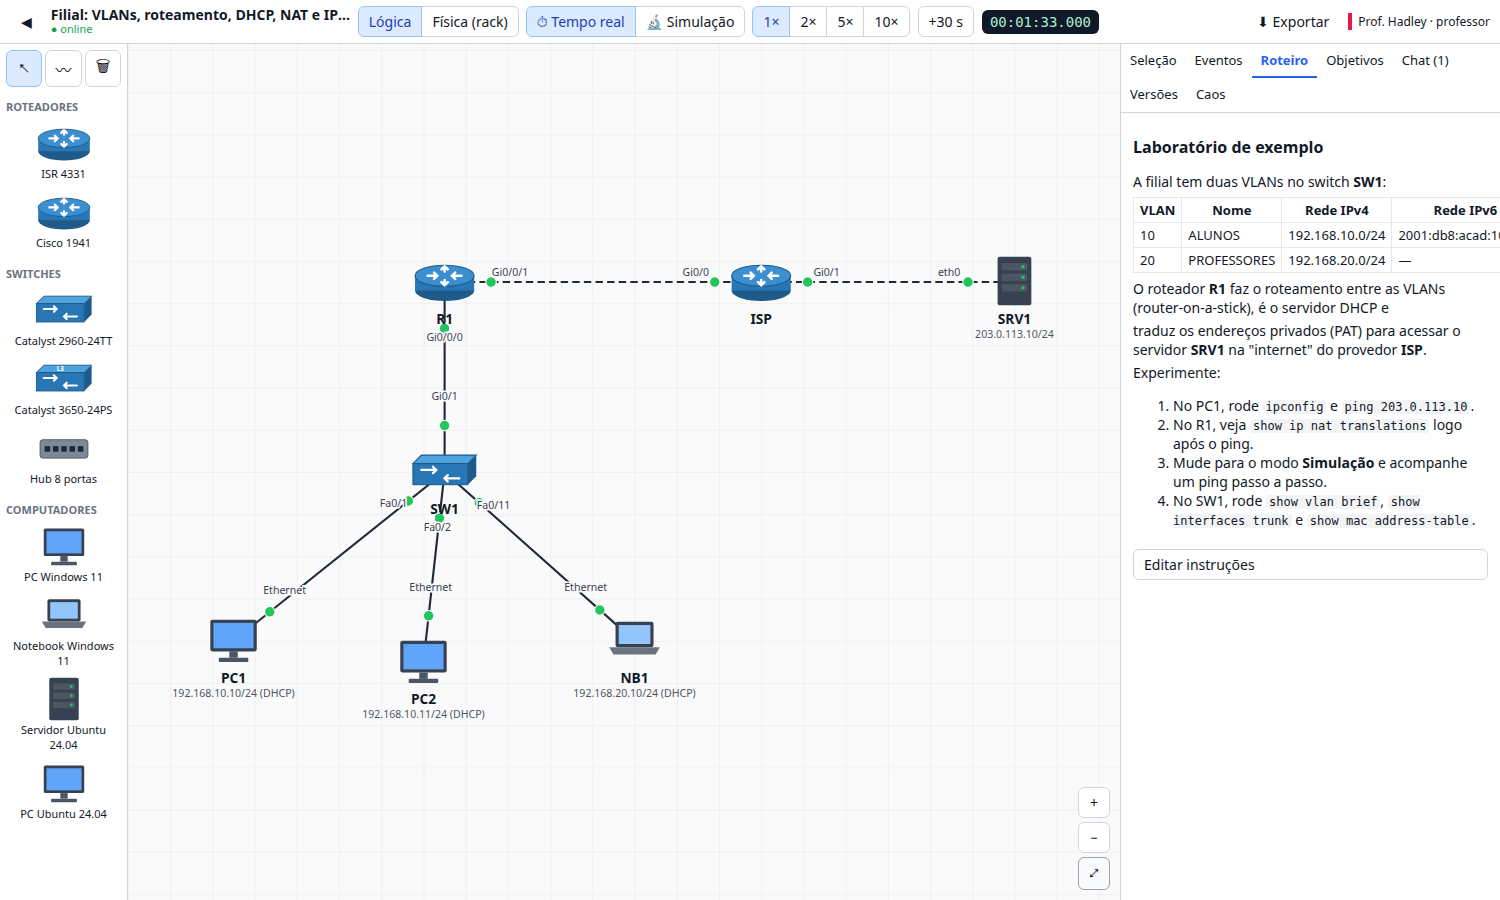 Filial: VLANs, roteamento, DHCP, NAT e IP...
● online
Lógica
Física (rack)
Tempo real
Simulação
1×
2×
5×
10×
+30 s
00:01:33.000
Exportar
Prof. Hadley · professor
ROTEADORES
ISR 4331
Cisco 1941
SWITCHES
Catalyst 2960-24TT
L3
Catalyst 3650-24PS
Hub 8 portas
COMPUTADORES
PC Windows 11
Notebook Windows
11
Servidor Ubuntu
24.04
PC Ubuntu 24.04
Gi0/0/1
Gi0/0
Gi0/1
eth0
R1
ISP
SRV1
203.0.113.10/24
Gi0/0/0
Gi0/1
Fa0/1
SW1
Fa0/11
Fa0/2
Ethernet
Ethernet
Ethernet
PC1
192.168.10.10/24 (DHCP)
PC2
192.168.10.11/24 (DHCP)
NB1
192.168.20.10/24 (DHCP)
+
−
Seleção
Eventos
Roteiro
Objetivos
Chat (1)
Versões
Caos
Laboratório de exemplo
A filial tem duas VLANs no switch SW1:
VLAN Nome Rede IPv4 Rede IPv6
10 ALUNOS 192.168.10.0/24 2001:db8:acad:10
20 PROFESSORES 192.168.20.0/24 —
O roteador R1 faz o roteamento entre as VLANs
(router-on-a-stick), é o servidor DHCP e
traduz os endereços privados (PAT) para acessar o
servidor SRV1 na "internet" do provedor ISP.
Experimente:
1. No PC1, rode ipconfig e ping 203.0.113.10.
2. No R1, veja show ip nat translations logo
após o ping.
3. Mude para o modo Simulação e acompanhe
um ping passo a passo.
4. No SW1, rode show vlan brief, show
interfaces trunk e show mac address-table.
Editar instruções